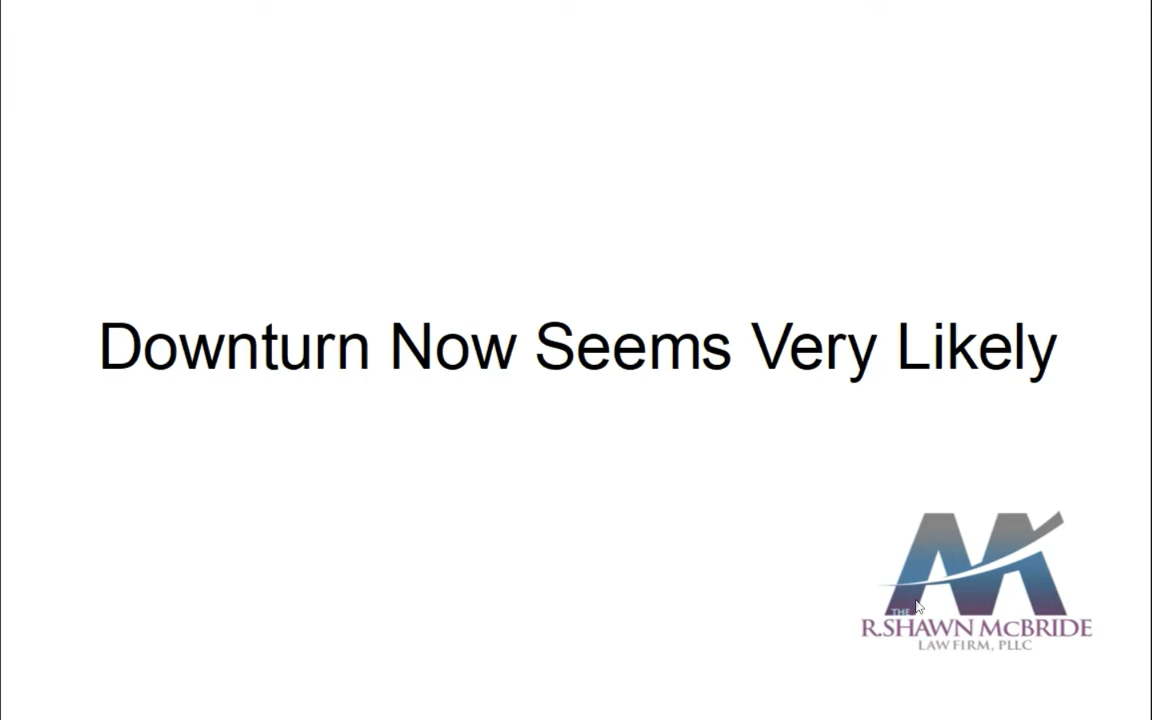 Downturn Now Seems Very Likely
THE
R.SHAWN MCBRIDE
LAW FIRM, PLLC